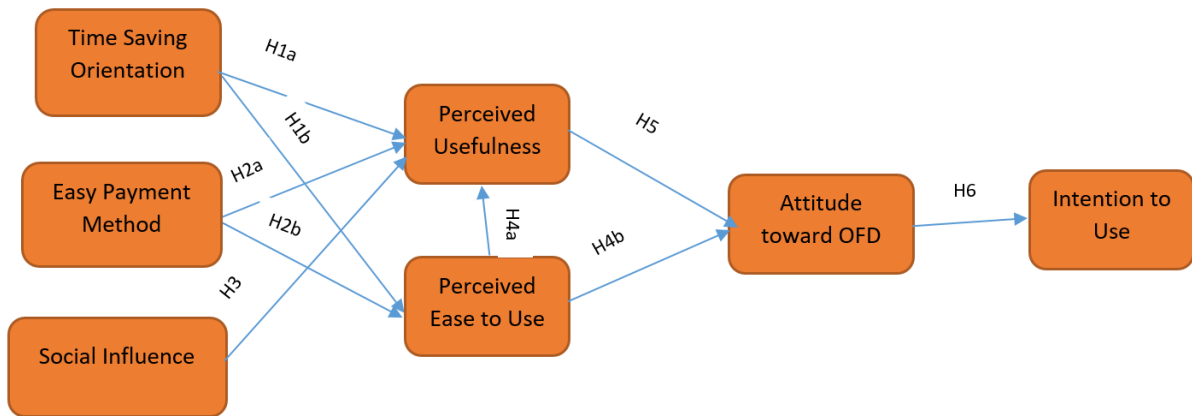 Time Saving
Orientation
H1a
H1b
Easy Payment
Method
H2a
H2b
Social Influence
H3
Perceived
Usefulness
H4a
Perceived
Ease to Use
H5
H4b
Attitude
toward OFD
H6
Intention to
Use